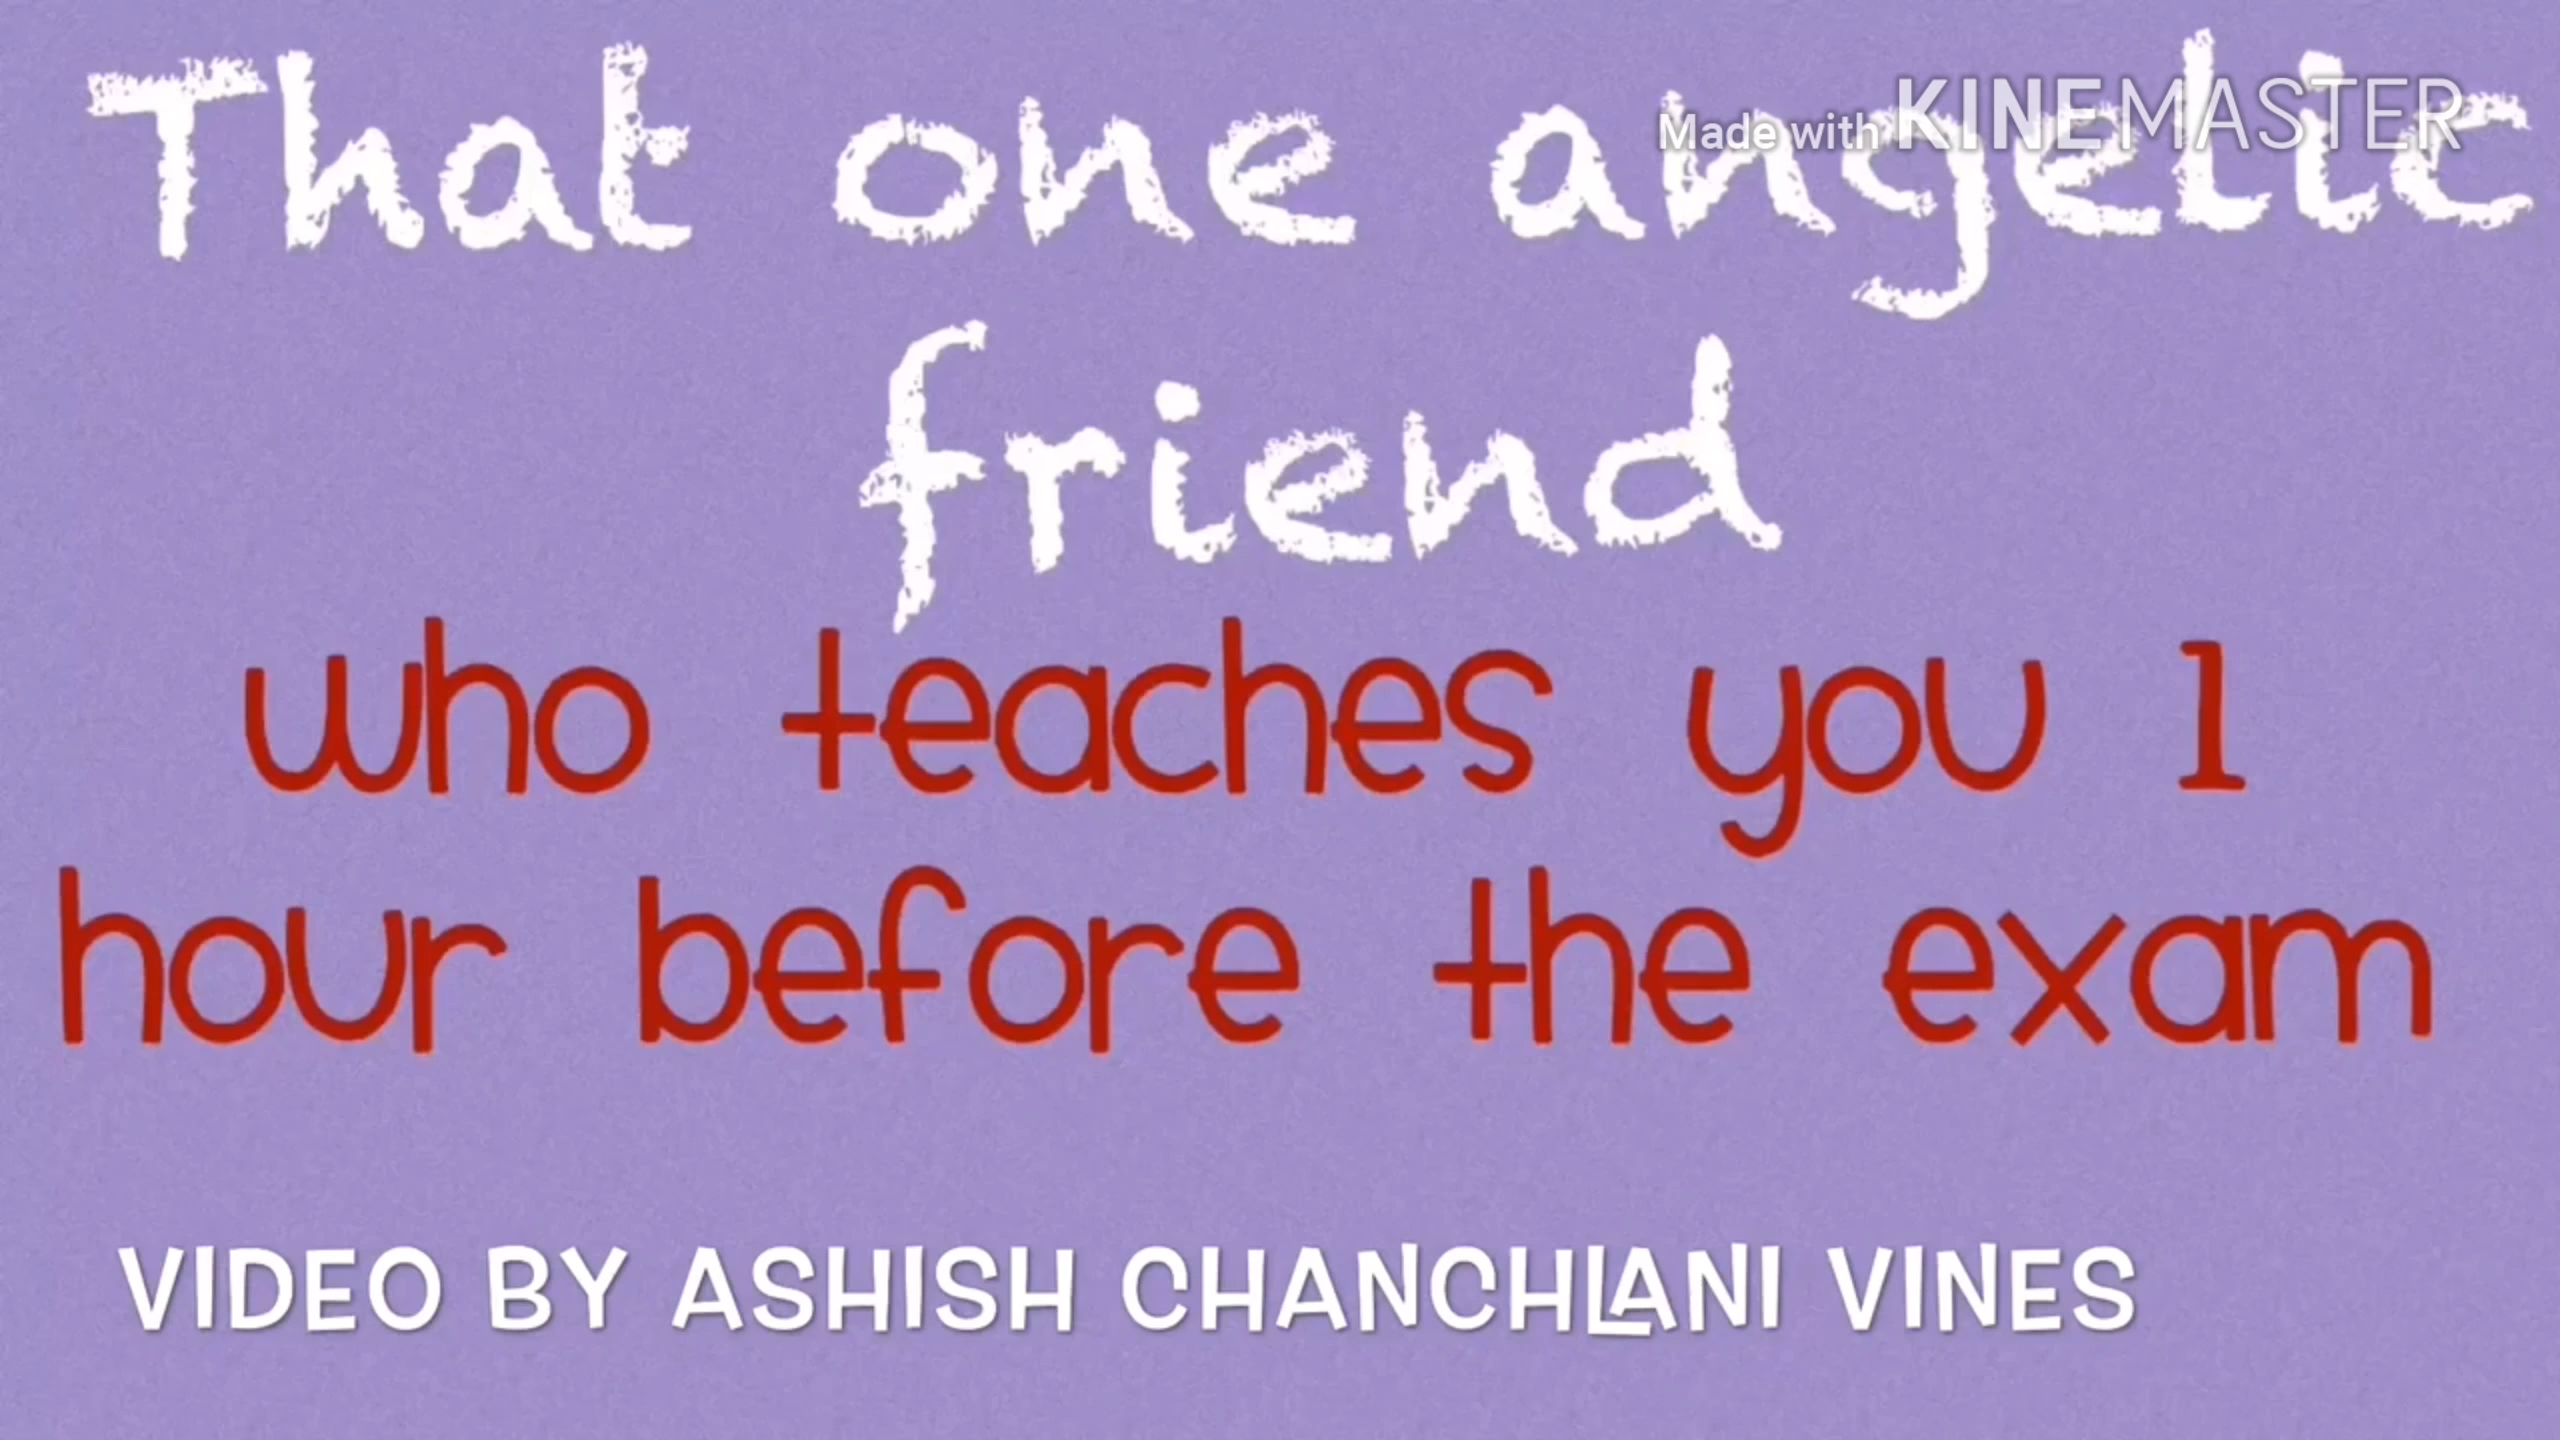 That one angelic
Made with KINEMASTER
friend
who teaches you 1
hour before the exam
VIDEO BY ASHISH CHANCHLANI VINES